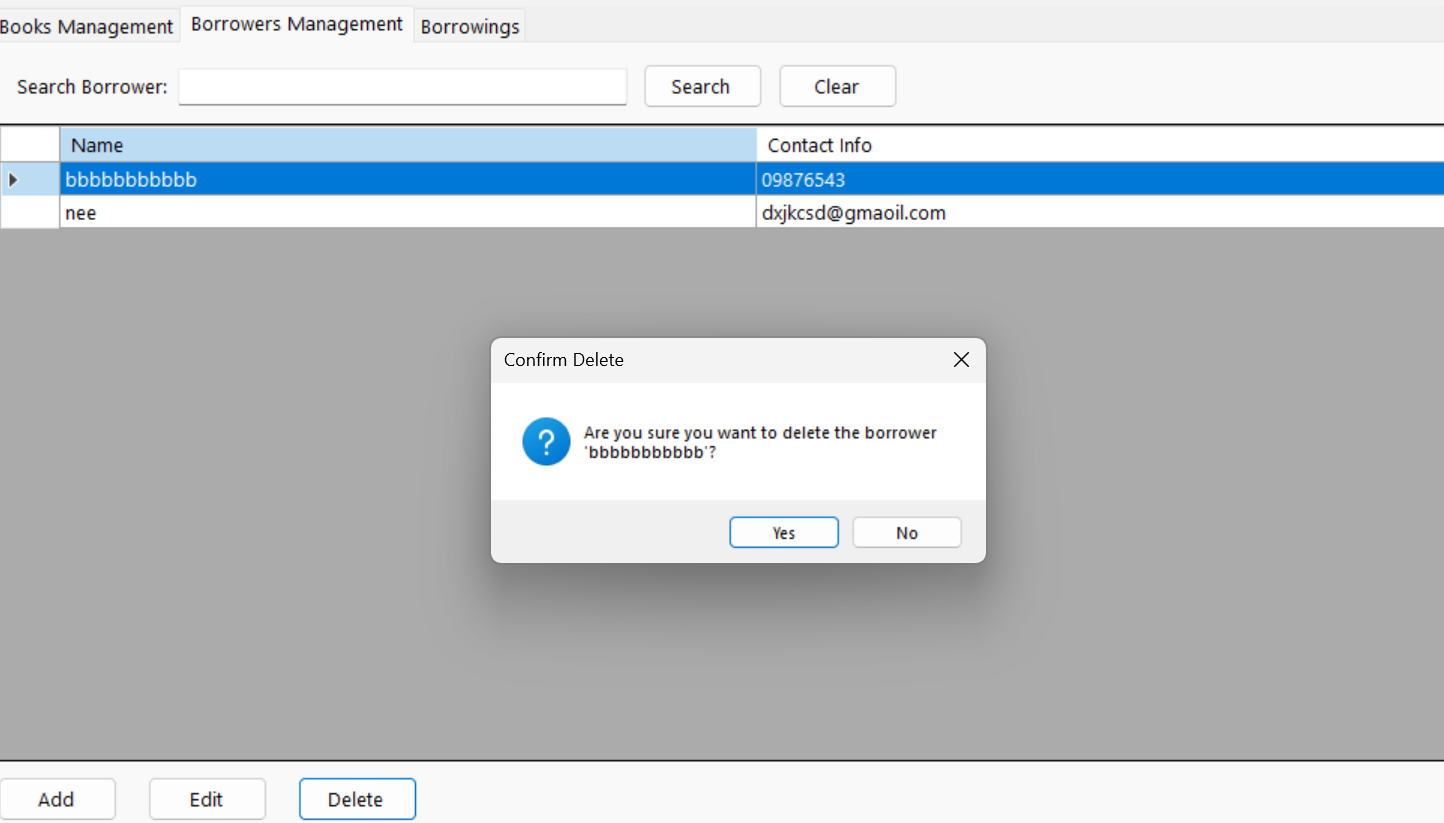 Books Management Borrowers Management Borrowings
Search Borrower: Search Clear
Name Contact Info
bbbbbbbbbbb 09876543
nee dxjkcsd@gmaoil.com
Confirm Delete
Are you sure you want to delete the borrower
'bbbbbbbbbbb'?
Yes No
Add Edit Delete